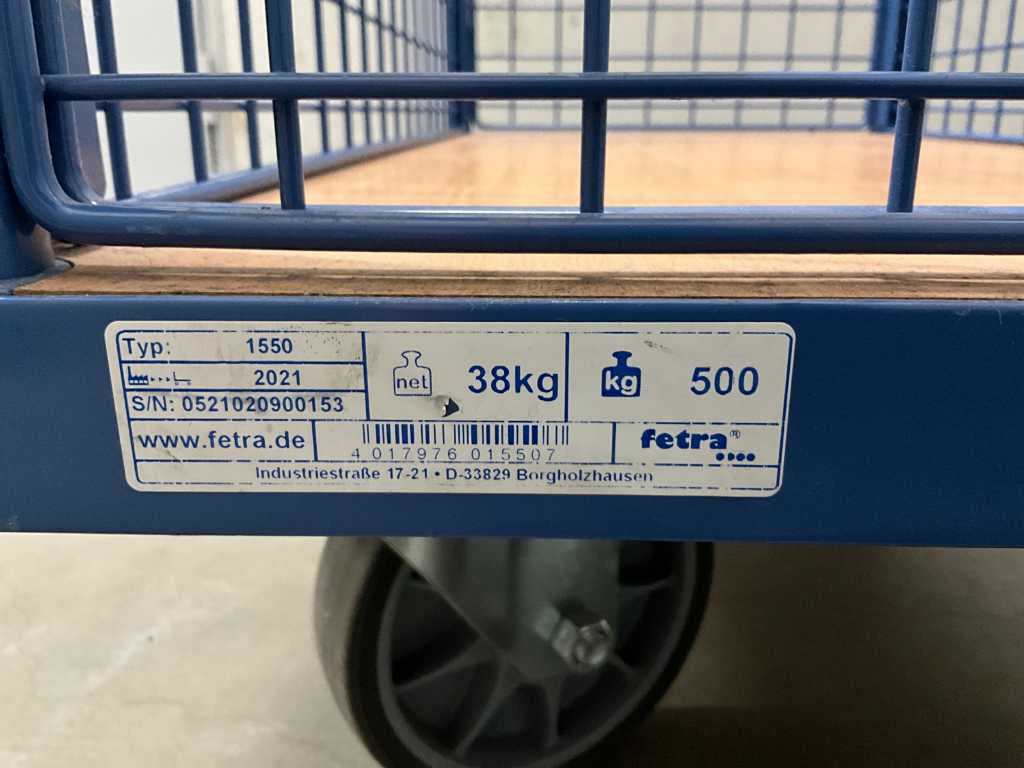 Typ: 1550
2021
S/N: 0521020900153
net 38kg
kg 500
www.fetra.de
4 017976 015507
fetra®
Industriestraße 17-21 • D-33829 Borgholzhausen